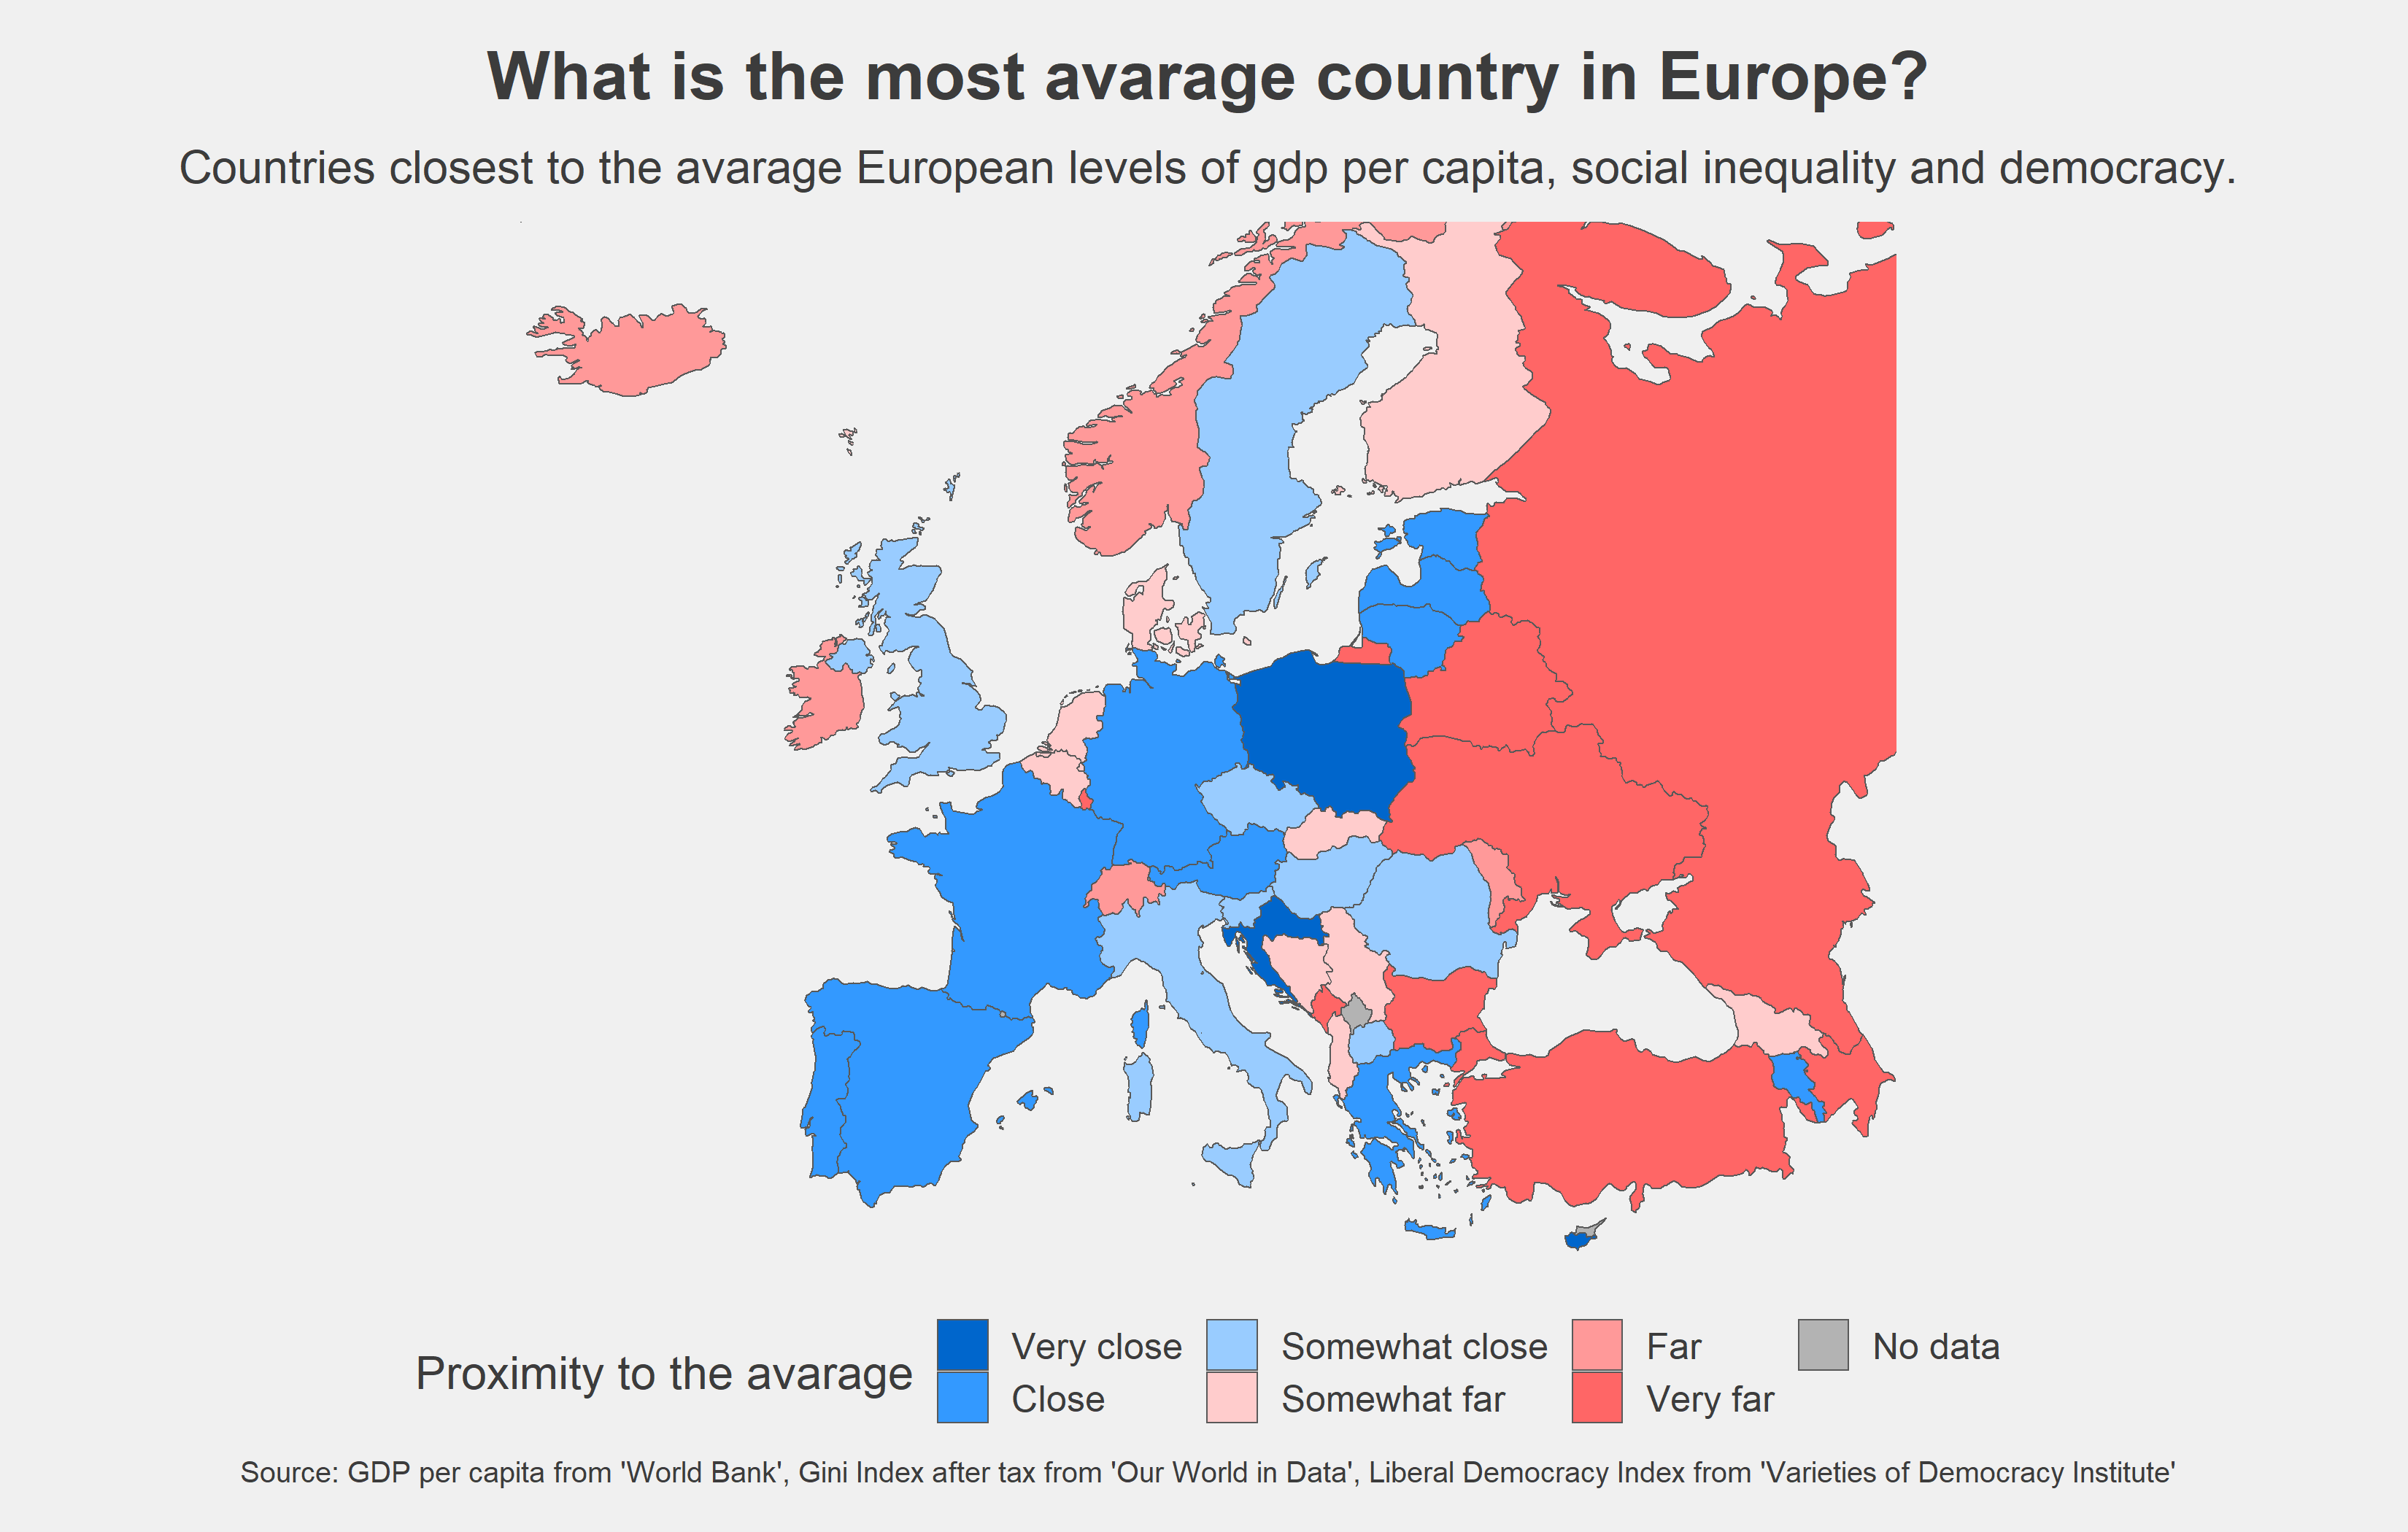 What is the most avarage country in Europe?
Countries closest to the avarage European levels of gdp per capita, social inequality and democracy.
Proximity to the avarage
Very close
Close
Somewhat close
Somewhat far
Far
Very far
No data
Source: GDP per capita from 'World Bank', Gini Index after tax from 'Our World in Data', Liberal Democracy Index from 'Varieties of Democracy Institute'